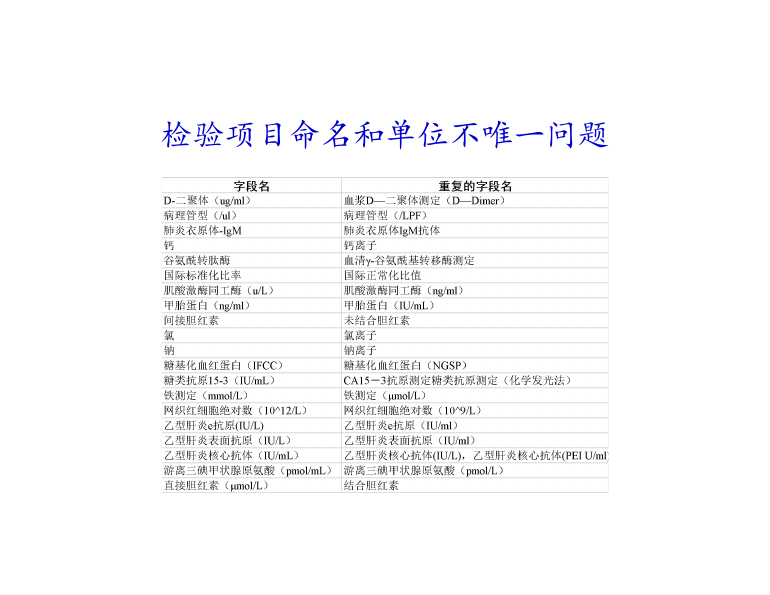 检验项目命名和单位不唯一问题
字段名 重复的字段名
D-二聚体（ug/ml） 血浆D—二聚体测定（D—Dimer）
病理管型（/ul） 病理管型（/LPF）
肺炎衣原体-IgM 肺炎衣原体IgM抗体
钙 钙离子
谷氨酰转肽酶 血清γ-谷氨酰基转移酶测定
国际标准化比率 国际正常化比值
肌酸激酶同工酶（u/L） 肌酸激酶同工酶（ng/ml）
甲胎蛋白（ng/ml） 甲胎蛋白（IU/mL）
间接胆红素 未结合胆红素
氯 氯离子
钠 钠离子
糖基化血红蛋白（IFCC） 糖基化血红蛋白（NGSP）
糖类抗原15-3（IU/mL） CA15－3抗原测定糖类抗原测定（化学发光法）
铁测定（mmol/L） 铁测定（μmol/L）
网织红细胞绝对数（10^12/L） 网织红细胞绝对数（10^9/L）
乙型肝炎e抗原(IU/L) 乙型肝炎e抗原（IU/ml）
乙型肝炎表面抗原（IU/L） 乙型肝炎表面抗原（IU/ml）
乙型肝炎核心抗体（IU/mL） 乙型肝炎核心抗体(IU/L)，乙型肝炎核心抗体(PEI U/ml)
游离三碘甲状腺原氨酸（pmol/mL） 游离三碘甲状腺原氨酸（pmol/L）
直接胆红素（μmol/L） 结合胆红素